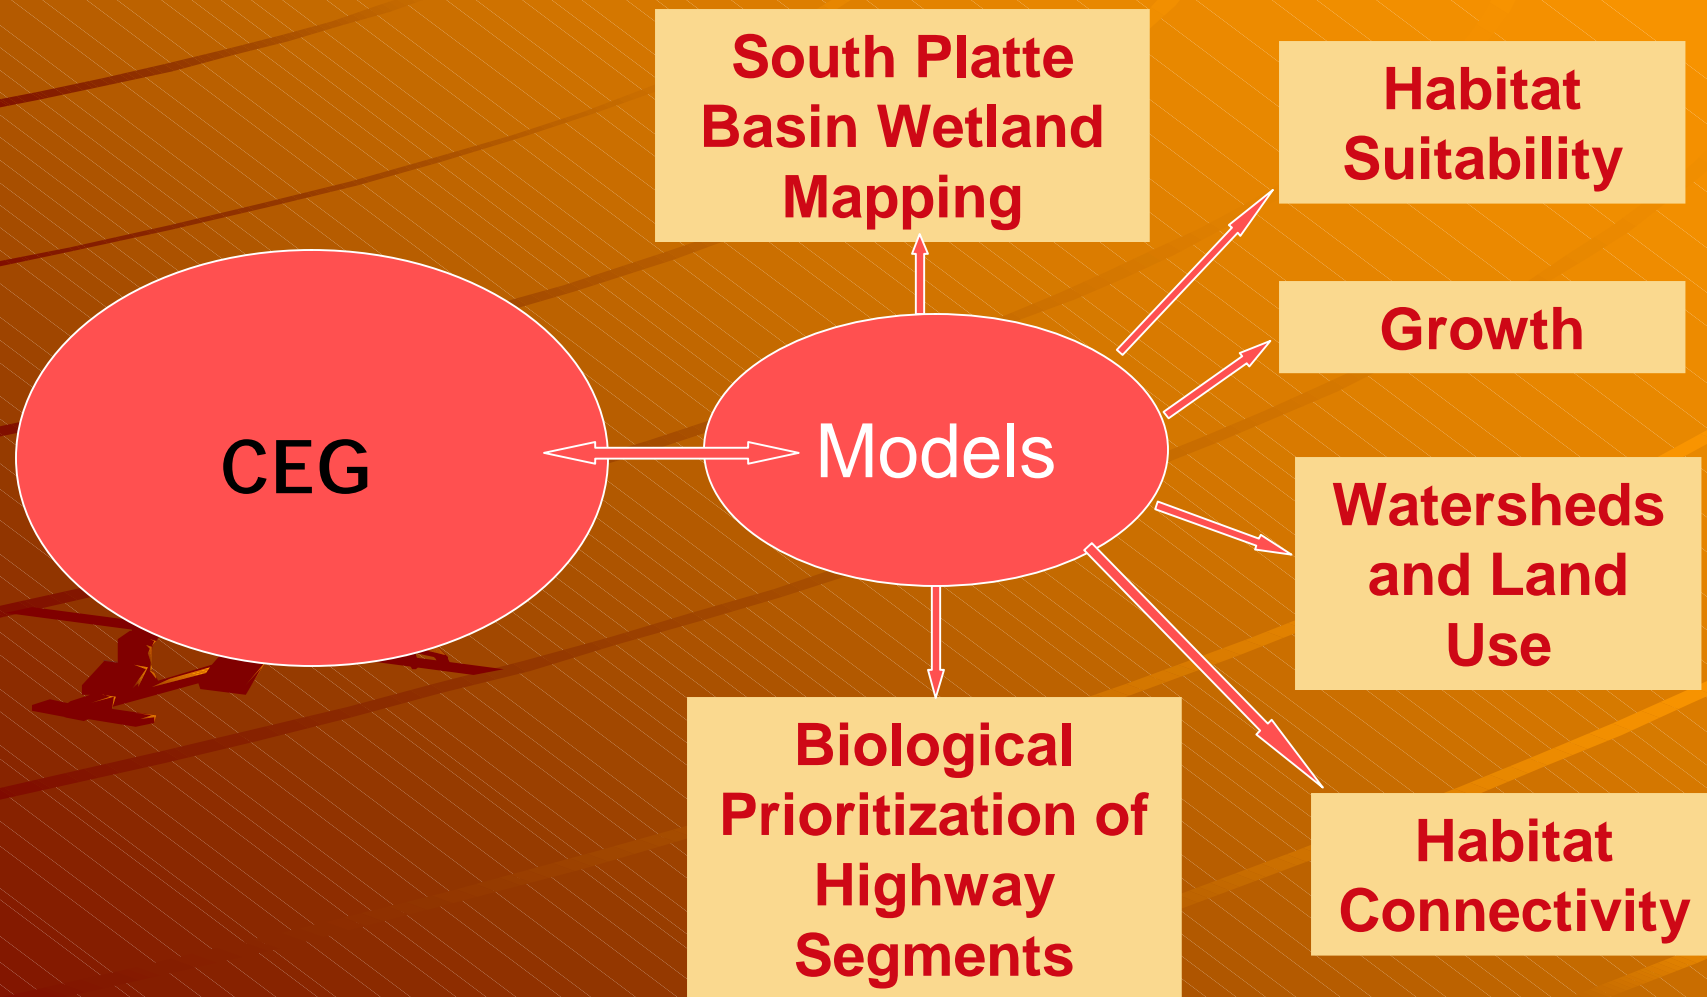 South Platte
Basin Wetland
Mapping
Habitat
Suitability
Growth
CEG
Models
Watersheds
and Land
Use
Biological
Prioritization of
Highway
Segments
Habitat
Connectivity